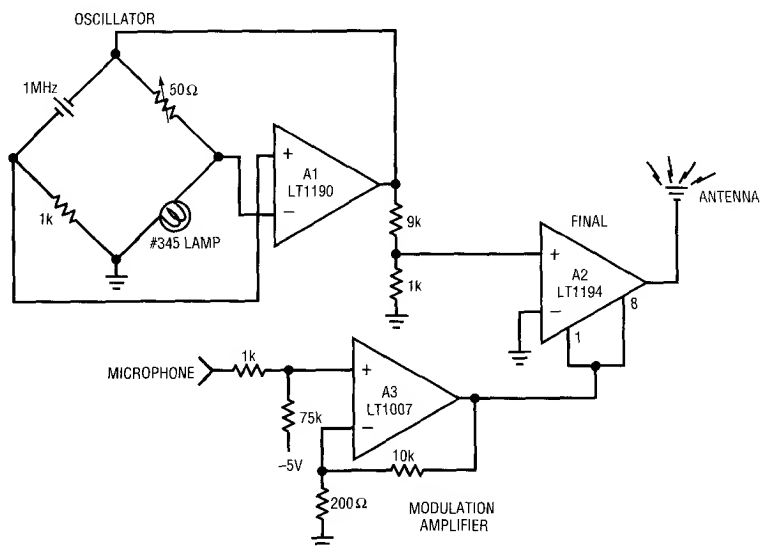 OSCILLATOR
1MHz
50Ω
1k
#345 LAMP
+
A1
LT1190
−
9k
1k
FINAL
+
A2
LT1194
−
1
8
ANTENNA
MICROPHONE
1k
75k
−5V
+
A3
LT1007
−
10k
200Ω
MODULATION
AMPLIFIER